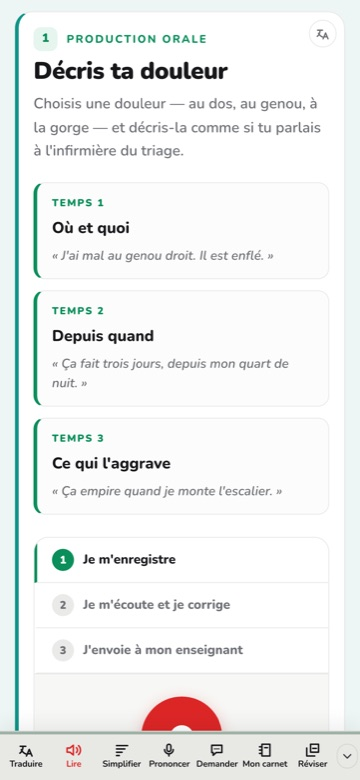 1 PRODUCTION ORALE
Décris ta douleur
Choisis une douleur — au dos, au genou, à
la gorge — et décris-la comme si tu parlais
à l'infirmière du triage.
TEMPS 1
Où et quoi
« J'ai mal au genou droit. Il est enflé. »
TEMPS 2
Depuis quand
« Ça fait trois jours, depuis mon quart de
nuit. »
TEMPS 3
Ce qui l'aggrave
« Ça empire quand je monte l'escalier. »
1 Je m'enregistre
2 Je m'écoute et je corrige
3 J'envoie à mon enseignant
Traduire Lire Simplifier Prononcer Demander Mon carnet Réviser